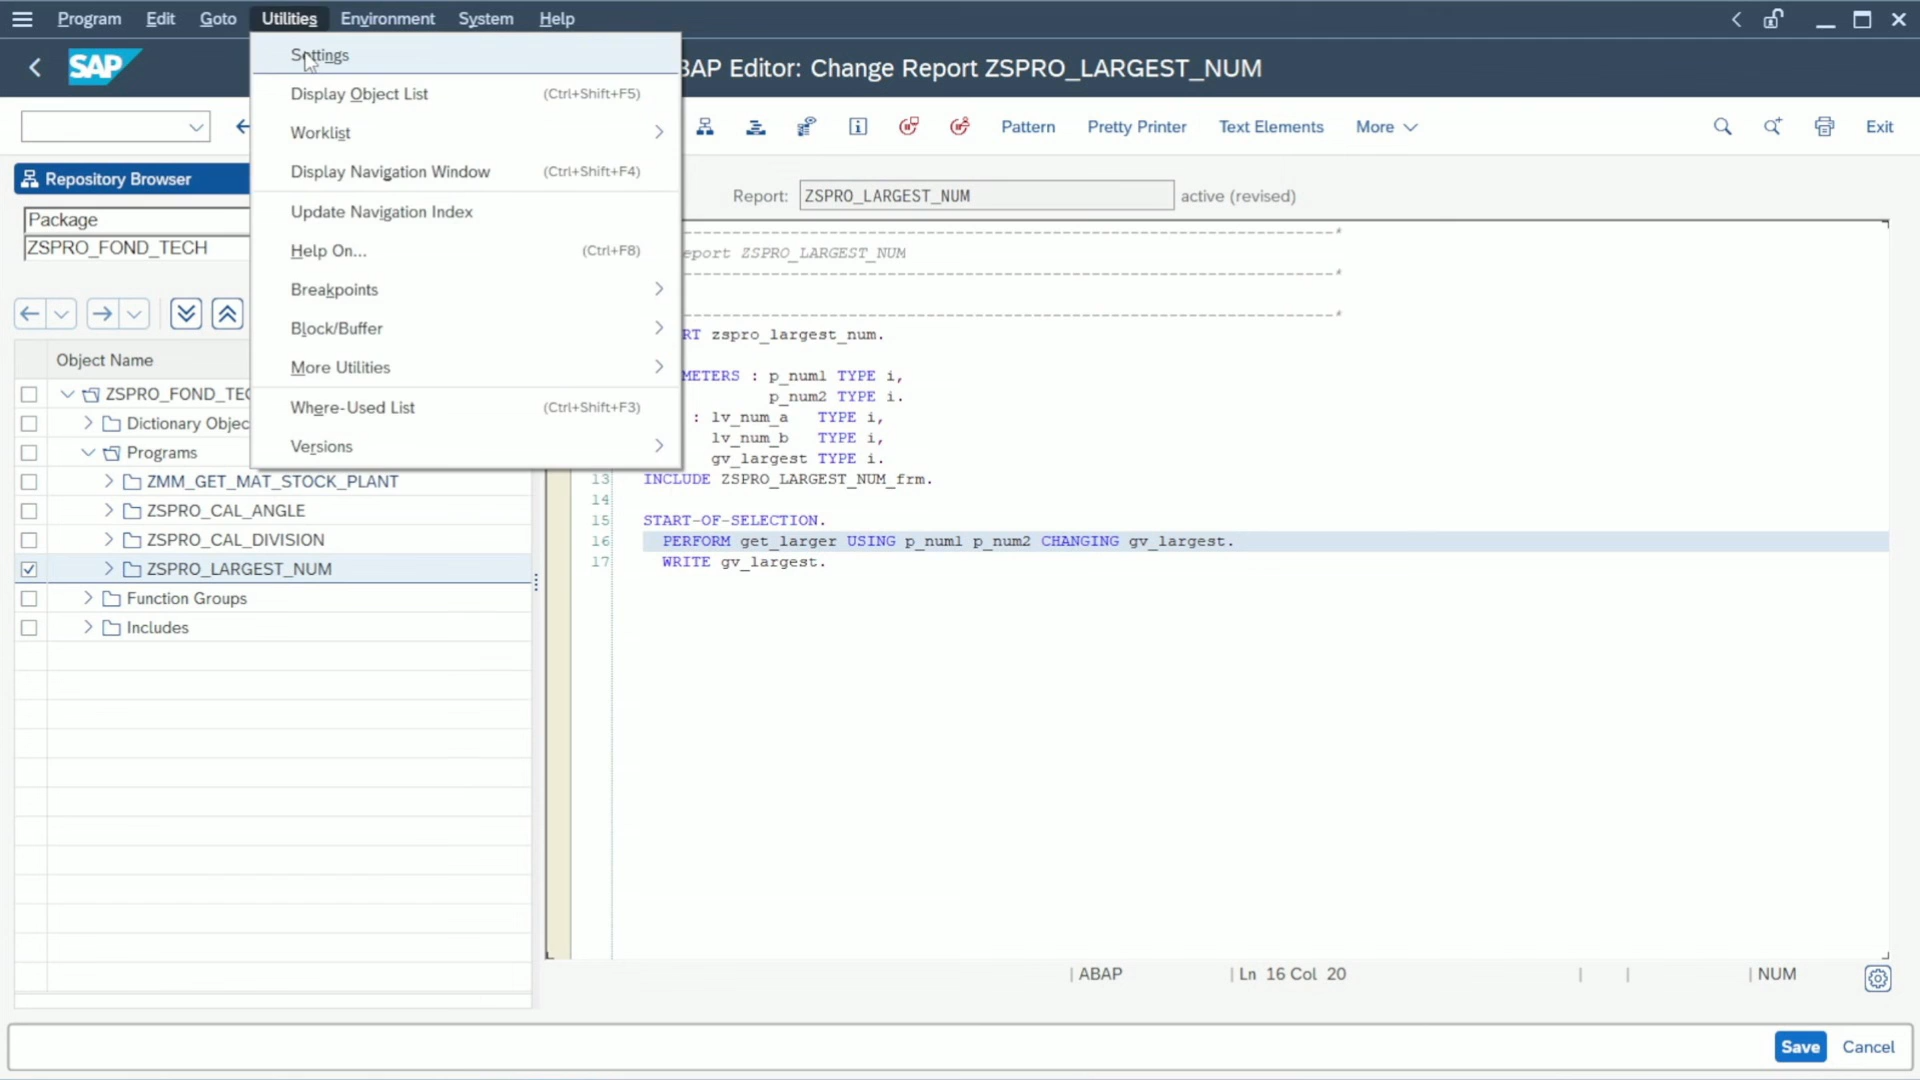 Program Edit Goto Utilities Environment System Help
SAP
BAP Editor: Change Report ZSPRO_LARGEST_NUM
Pattern Pretty Printer Text Elements More Exit
Settings
Display Object List (Ctrl+Shift+F5)
Worklist
Display Navigation Window (Ctrl+Shift+F4)
Update Navigation Index
Help On... (Ctrl+F8)
Breakpoints
Block/Buffer
More Utilities
Where-Used List (Ctrl+Shift+F3)
Versions
Repository Browser
Package
ZSPRO_FOND_TECH
Object Name
ZSPRO_FOND_TEC
Dictionary Objec
Programs
ZMM_GET_MAT_STOCK_PLANT
ZSPRO_CAL_ANGLE
ZSPRO_CAL_DIVISION
ZSPRO_LARGEST_NUM
Function Groups
Includes
Report: ZSPRO_LARGEST_NUM active (revised)
---------------------------------------------------------------------*
eport ZSPRO_LARGEST_NUM
---------------------------------------------------------------------*
---------------------------------------------------------------------*
RT zspro_largest_num.
METERS : p_num1 TYPE i,
p_num2 TYPE i.
: lv_num_a TYPE i,
lv_num_b TYPE i,
gv_largest TYPE i.
13 INCLUDE ZSPRO_LARGEST_NUM_frm.
14
15 START-OF-SELECTION.
16 PERFORM get_larger USING p_num1 p_num2 CHANGING gv_largest.
17 WRITE gv_largest.
| ABAP | Ln 16 Col 20 | | | NUM
Save Cancel